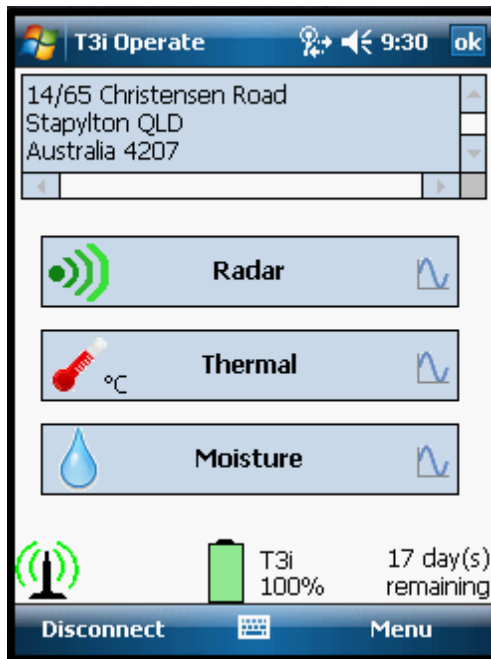 T3i Operate 9:30 ok
14/65 Christensen Road
Stapylton QLD
Australia 4207
Radar
°C Thermal
Moisture
T3i 17 day(s)
100% remaining
Disconnect Menu